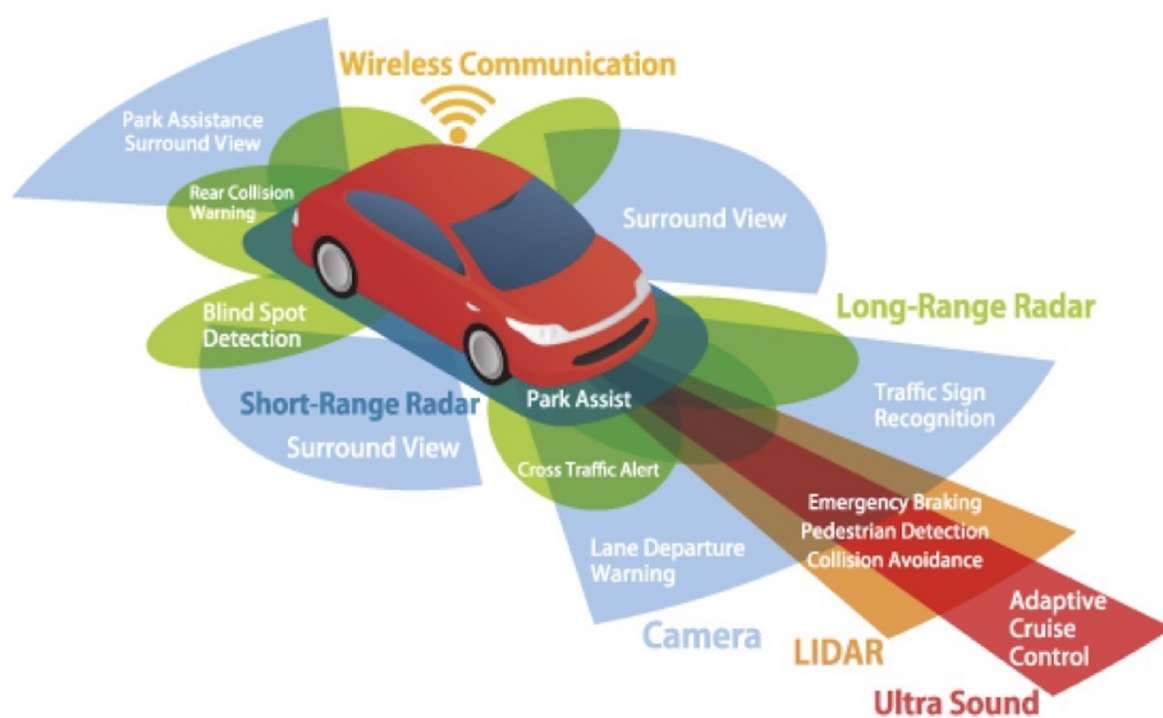 Wireless Communication
Park Assistance
Surround View
Rear Collision
Warning
Surround View
Blind Spot
Detection
Long-Range Radar
Short-Range Radar
Park Assist
Traffic Sign
Recognition
Surround View
Cross Traffic Alert
Emergency Braking
Pedestrian Detection
Collision Avoidance
Lane Departure
Warning
Adaptive
Cruise
Control
Camera
LIDAR
Ultra Sound